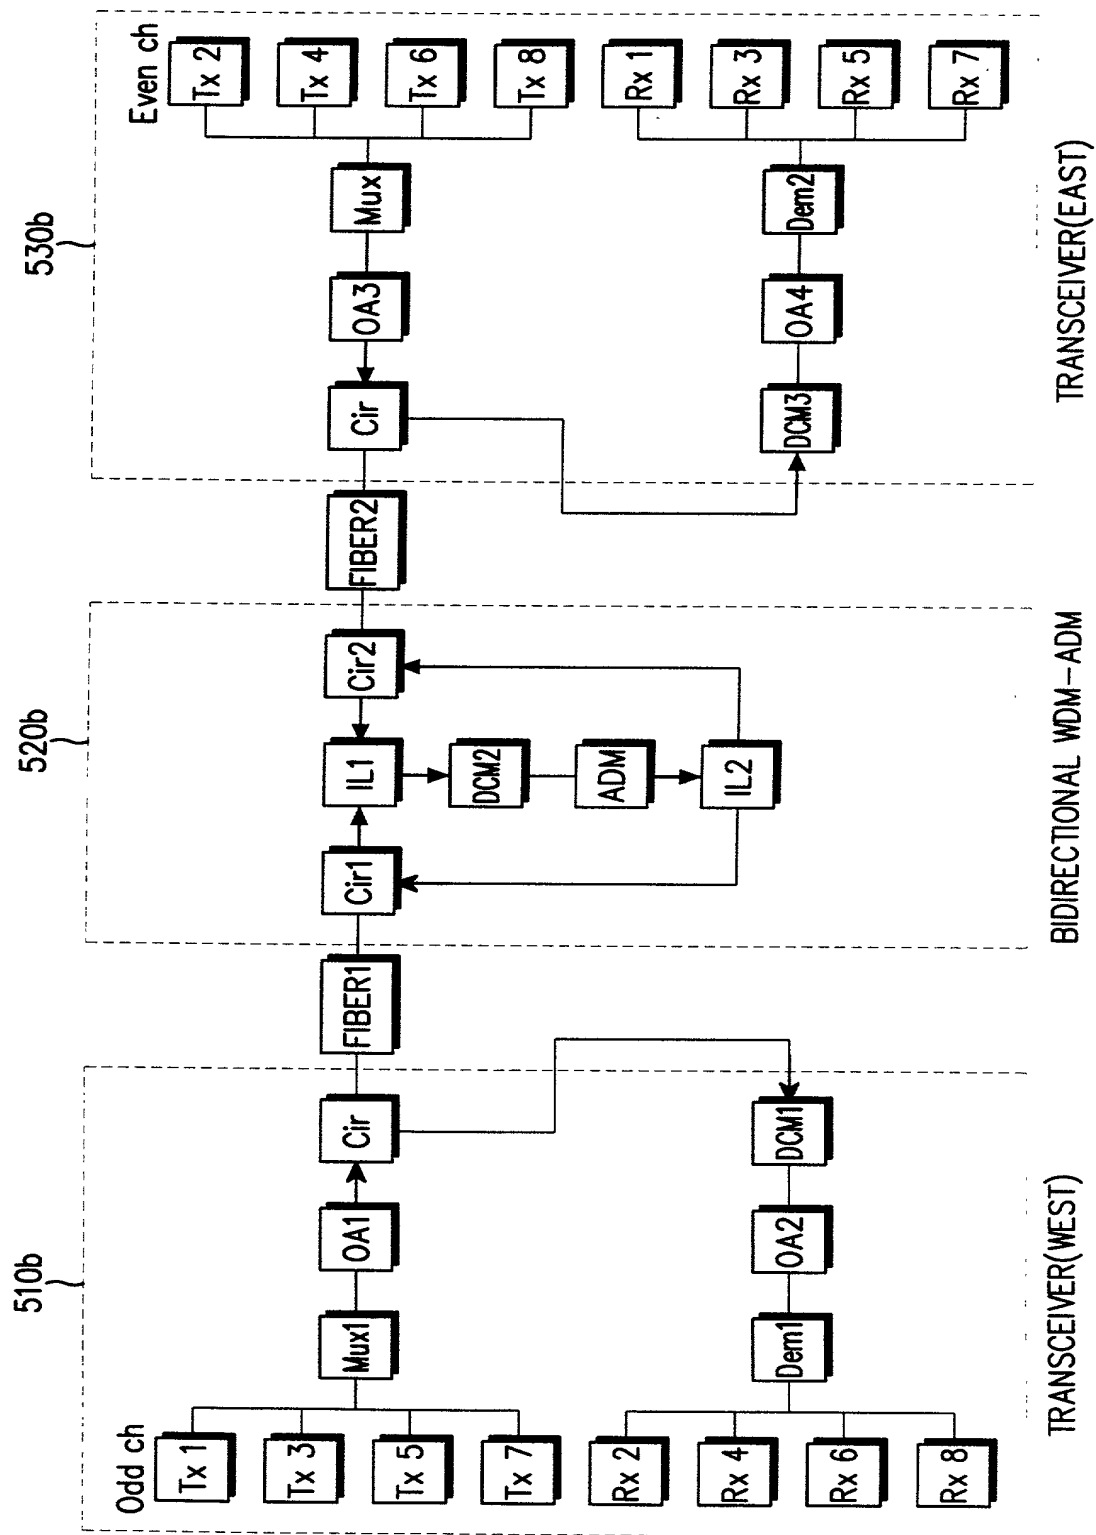 510b
520b
530b
Odd ch
Even ch
Tx 1
Tx 3
Tx 5
Tx 7
Rx 2
Rx 4
Rx 6
Rx 8
Mux1
OA1
Cir
FIBER1
Cir1
IL1
Cir2
FIBER2
Cir
OA3
Mux
Tx 2
Tx 4
Tx 6
Tx 8
DCM2
ADM
IL2
Dem1
OA2
DCM1
DCM3
OA4
Dem2
Rx 1
Rx 3
Rx 5
Rx 7
TRANSCEIVER(WEST)
BIDIRECTIONAL WDM-ADM
TRANSCEIVER(EAST)